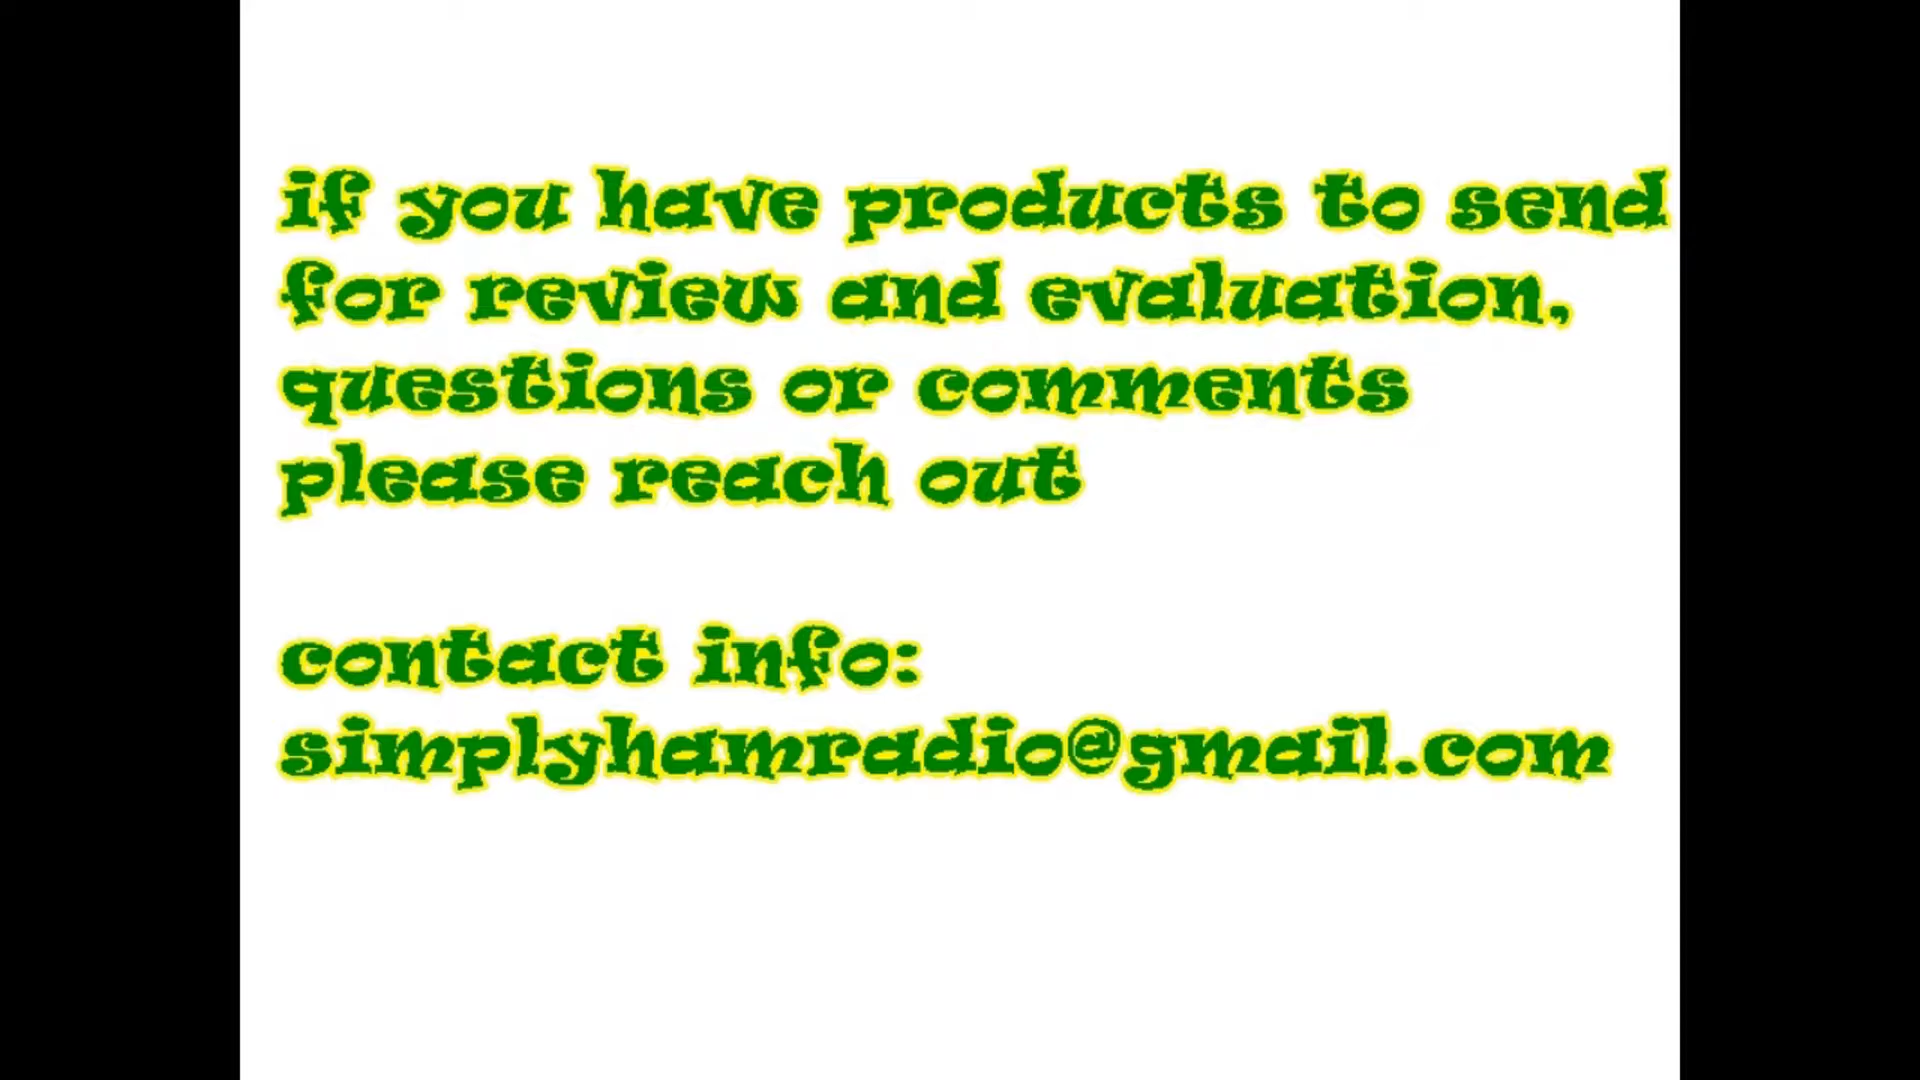 if you have products to send
for review and evaluation,
questions or comments
please reach out
contact info:
simplyhamradio@gmail.com